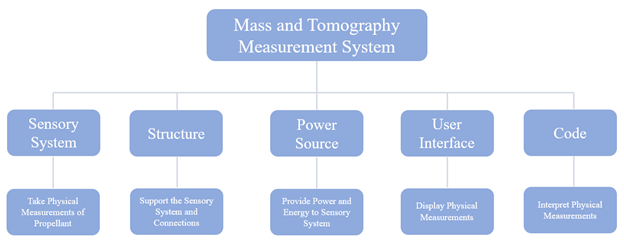 Mass and Tomography
Measurement System
Sensory
System
Structure
Power
Source
User
Interface
Code
Take Physical
Measurements of
Propellant
Support the Sensory
System and
Connections
Provide Power and
Energy to Sensory
System
Display Physical
Measurements
Interpret Physical
Measurements